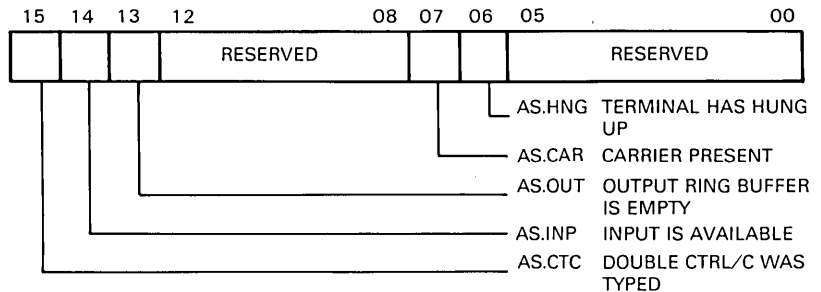 15 14 13 12 08 07 06 05 00
RESERVED RESERVED
AS.HNG TERMINAL HAS HUNG
UP
AS.CAR CARRIER PRESENT
AS.OUT OUTPUT RING BUFFER
IS EMPTY
AS.INP INPUT IS AVAILABLE
AS.CTC DOUBLE CTRL/C WAS
TYPED